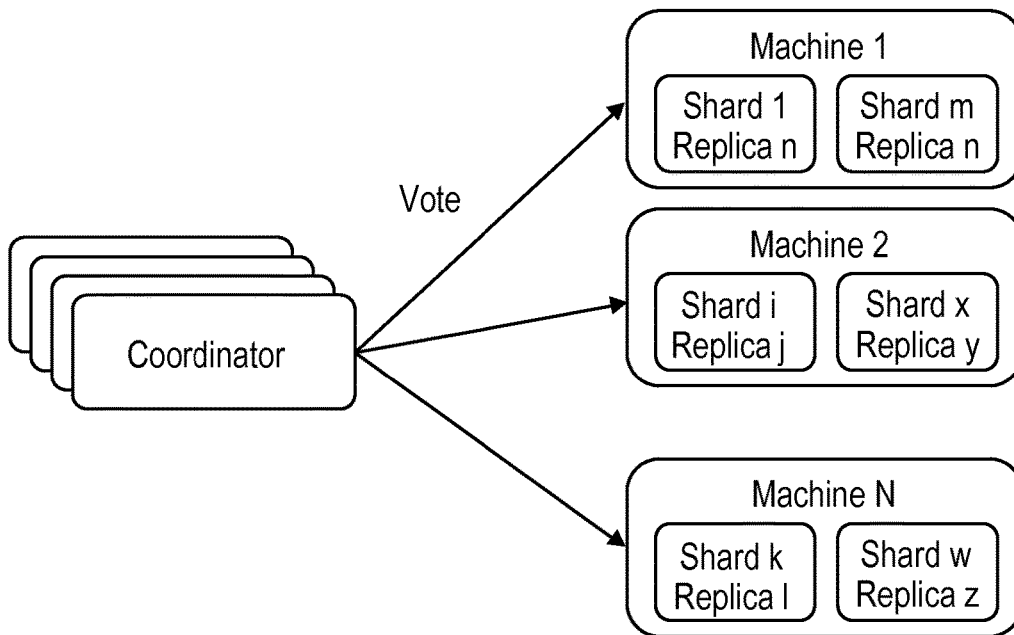 Machine 1
Shard 1
Replica n
Shard m
Replica n
Vote
Machine 2
Shard i
Replica j
Shard x
Replica y
Coordinator
Machine N
Shard k
Replica l
Shard w
Replica z